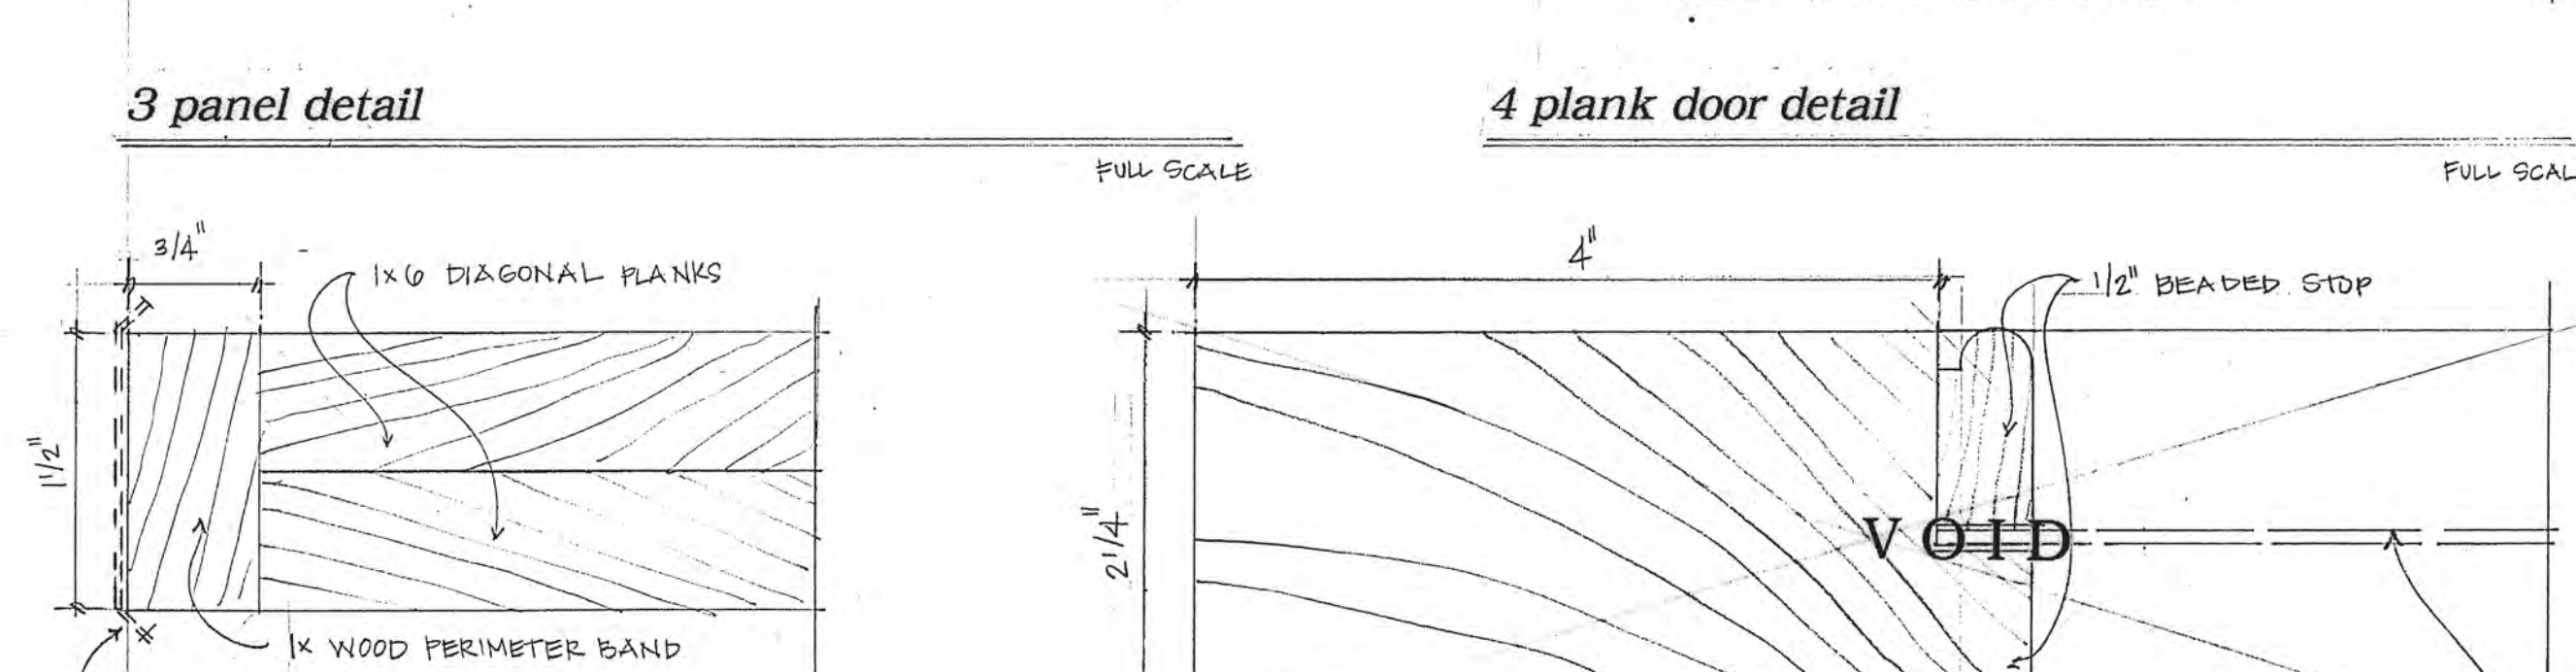 3 panel detail
FULL SCALE
4 plank door detail
FULL SCAL
3/4"
1x6 DIAGONAL PLANKS
1 1/2"
1x WOOD PERIMETER BAND
4"
1/2" BEADED STOP
2 1/4"
VOID